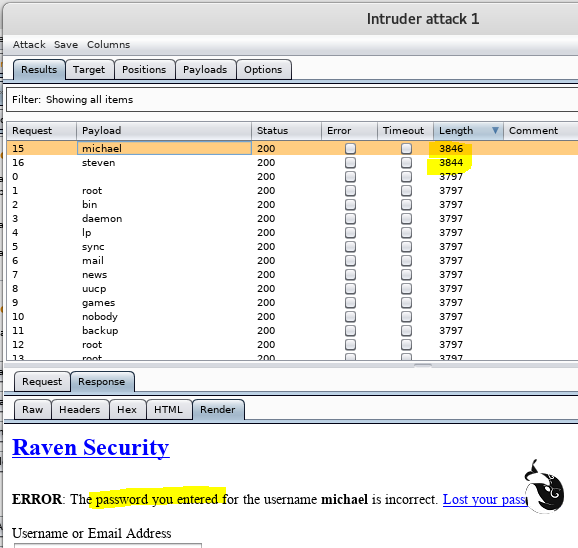 Intruder attack 1
Attack Save Columns
Results Target Positions Payloads Options
Filter: Showing all items
Request Payload Status Error Timeout Length Comment
15 michael 200 3846
16 steven 200 3844
0 200 3797
1 root 200 3797
2 bin 200 3797
3 daemon 200 3797
4 lp 200 3797
5 sync 200 3797
6 mail 200 3797
7 news 200 3797
8 uucp 200 3797
9 games 200 3797
10 nobody 200 3797
11 backup 200 3797
12 root 200 3797
13 root 200 3797
Request Response
Raw Headers Hex HTML Render
Raven Security
ERROR: The password you entered for the username michael is incorrect. Lost your pass
Username or Email Address